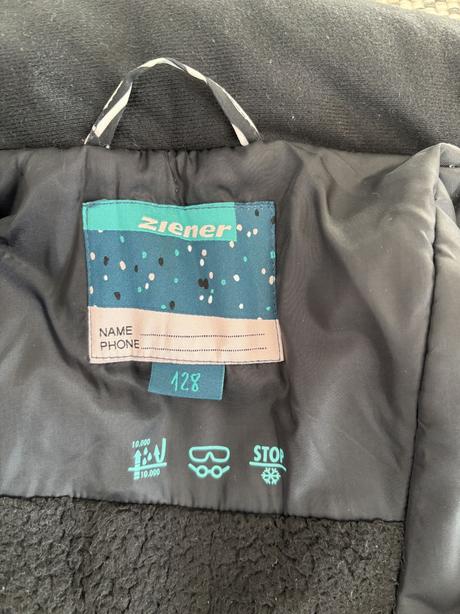 ziener
NAME
PHONE
128
10.000
10.000
STOP